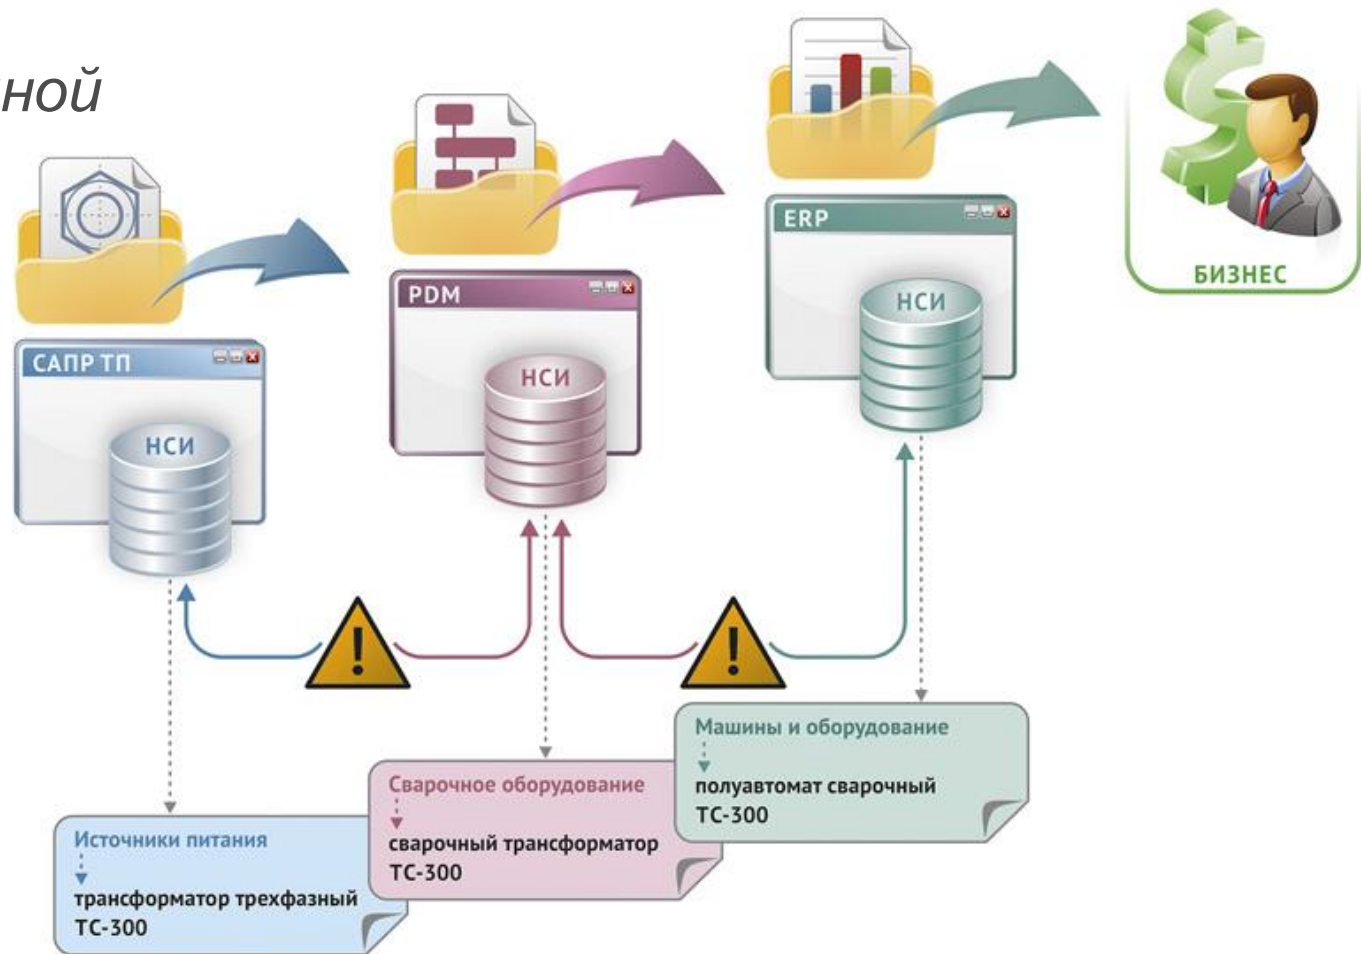 ной
САПР ТП
НСИ
PDM
НСИ
ERP
НСИ
БИЗНЕС
Источники питания
трансформатор трехфазный
ТС-300
Сварочное оборудование
сварочный трансформатор
ТС-300
Машины и оборудование
полуавтомат сварочный
ТС-300